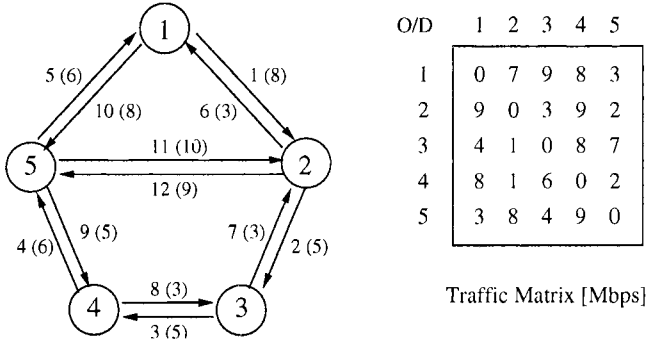 O/D 1 2 3 4 5
1 0 7 9 8 3
2 9 0 3 9 2
3 4 1 0 8 7
4 8 1 6 0 2
5 3 8 4 9 0
Traffic Matrix [Mbps]
1
5 (6)
1 (8)
10 (8)
6 (3)
11 (10)
5
2
12 (9)
4 (6)
9 (5)
7 (3)
2 (5)
8 (3)
4
3
3 (5)